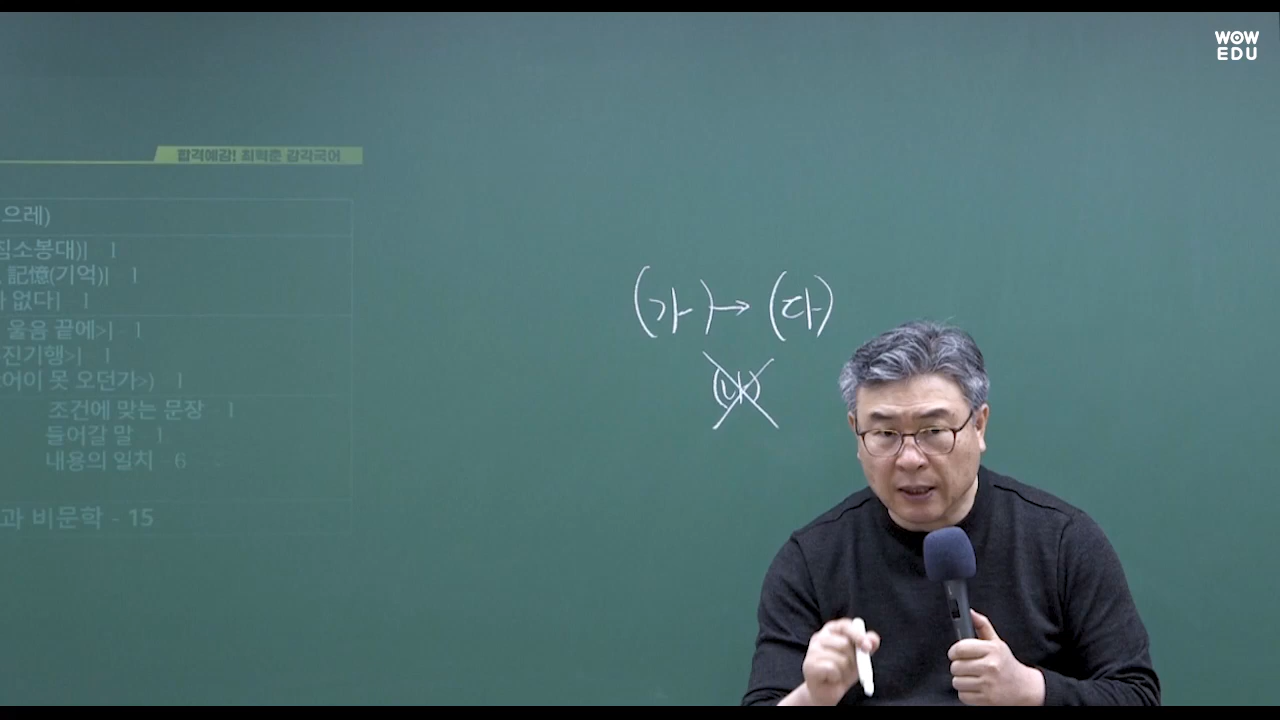 WOW
EDU
합격예감! 최혁춘 감각국어
으레)
침소봉대)| 1
記憶(기억)| 1
없다| 1
울음 끝에>| - 1
진기행>| 1
어이 못 오던가>) 1
조건에 맞는 문장 1
들어갈 말 - 1
내용의 일치 - 6
과 비문학 - 15
(가) → (다)
(나)